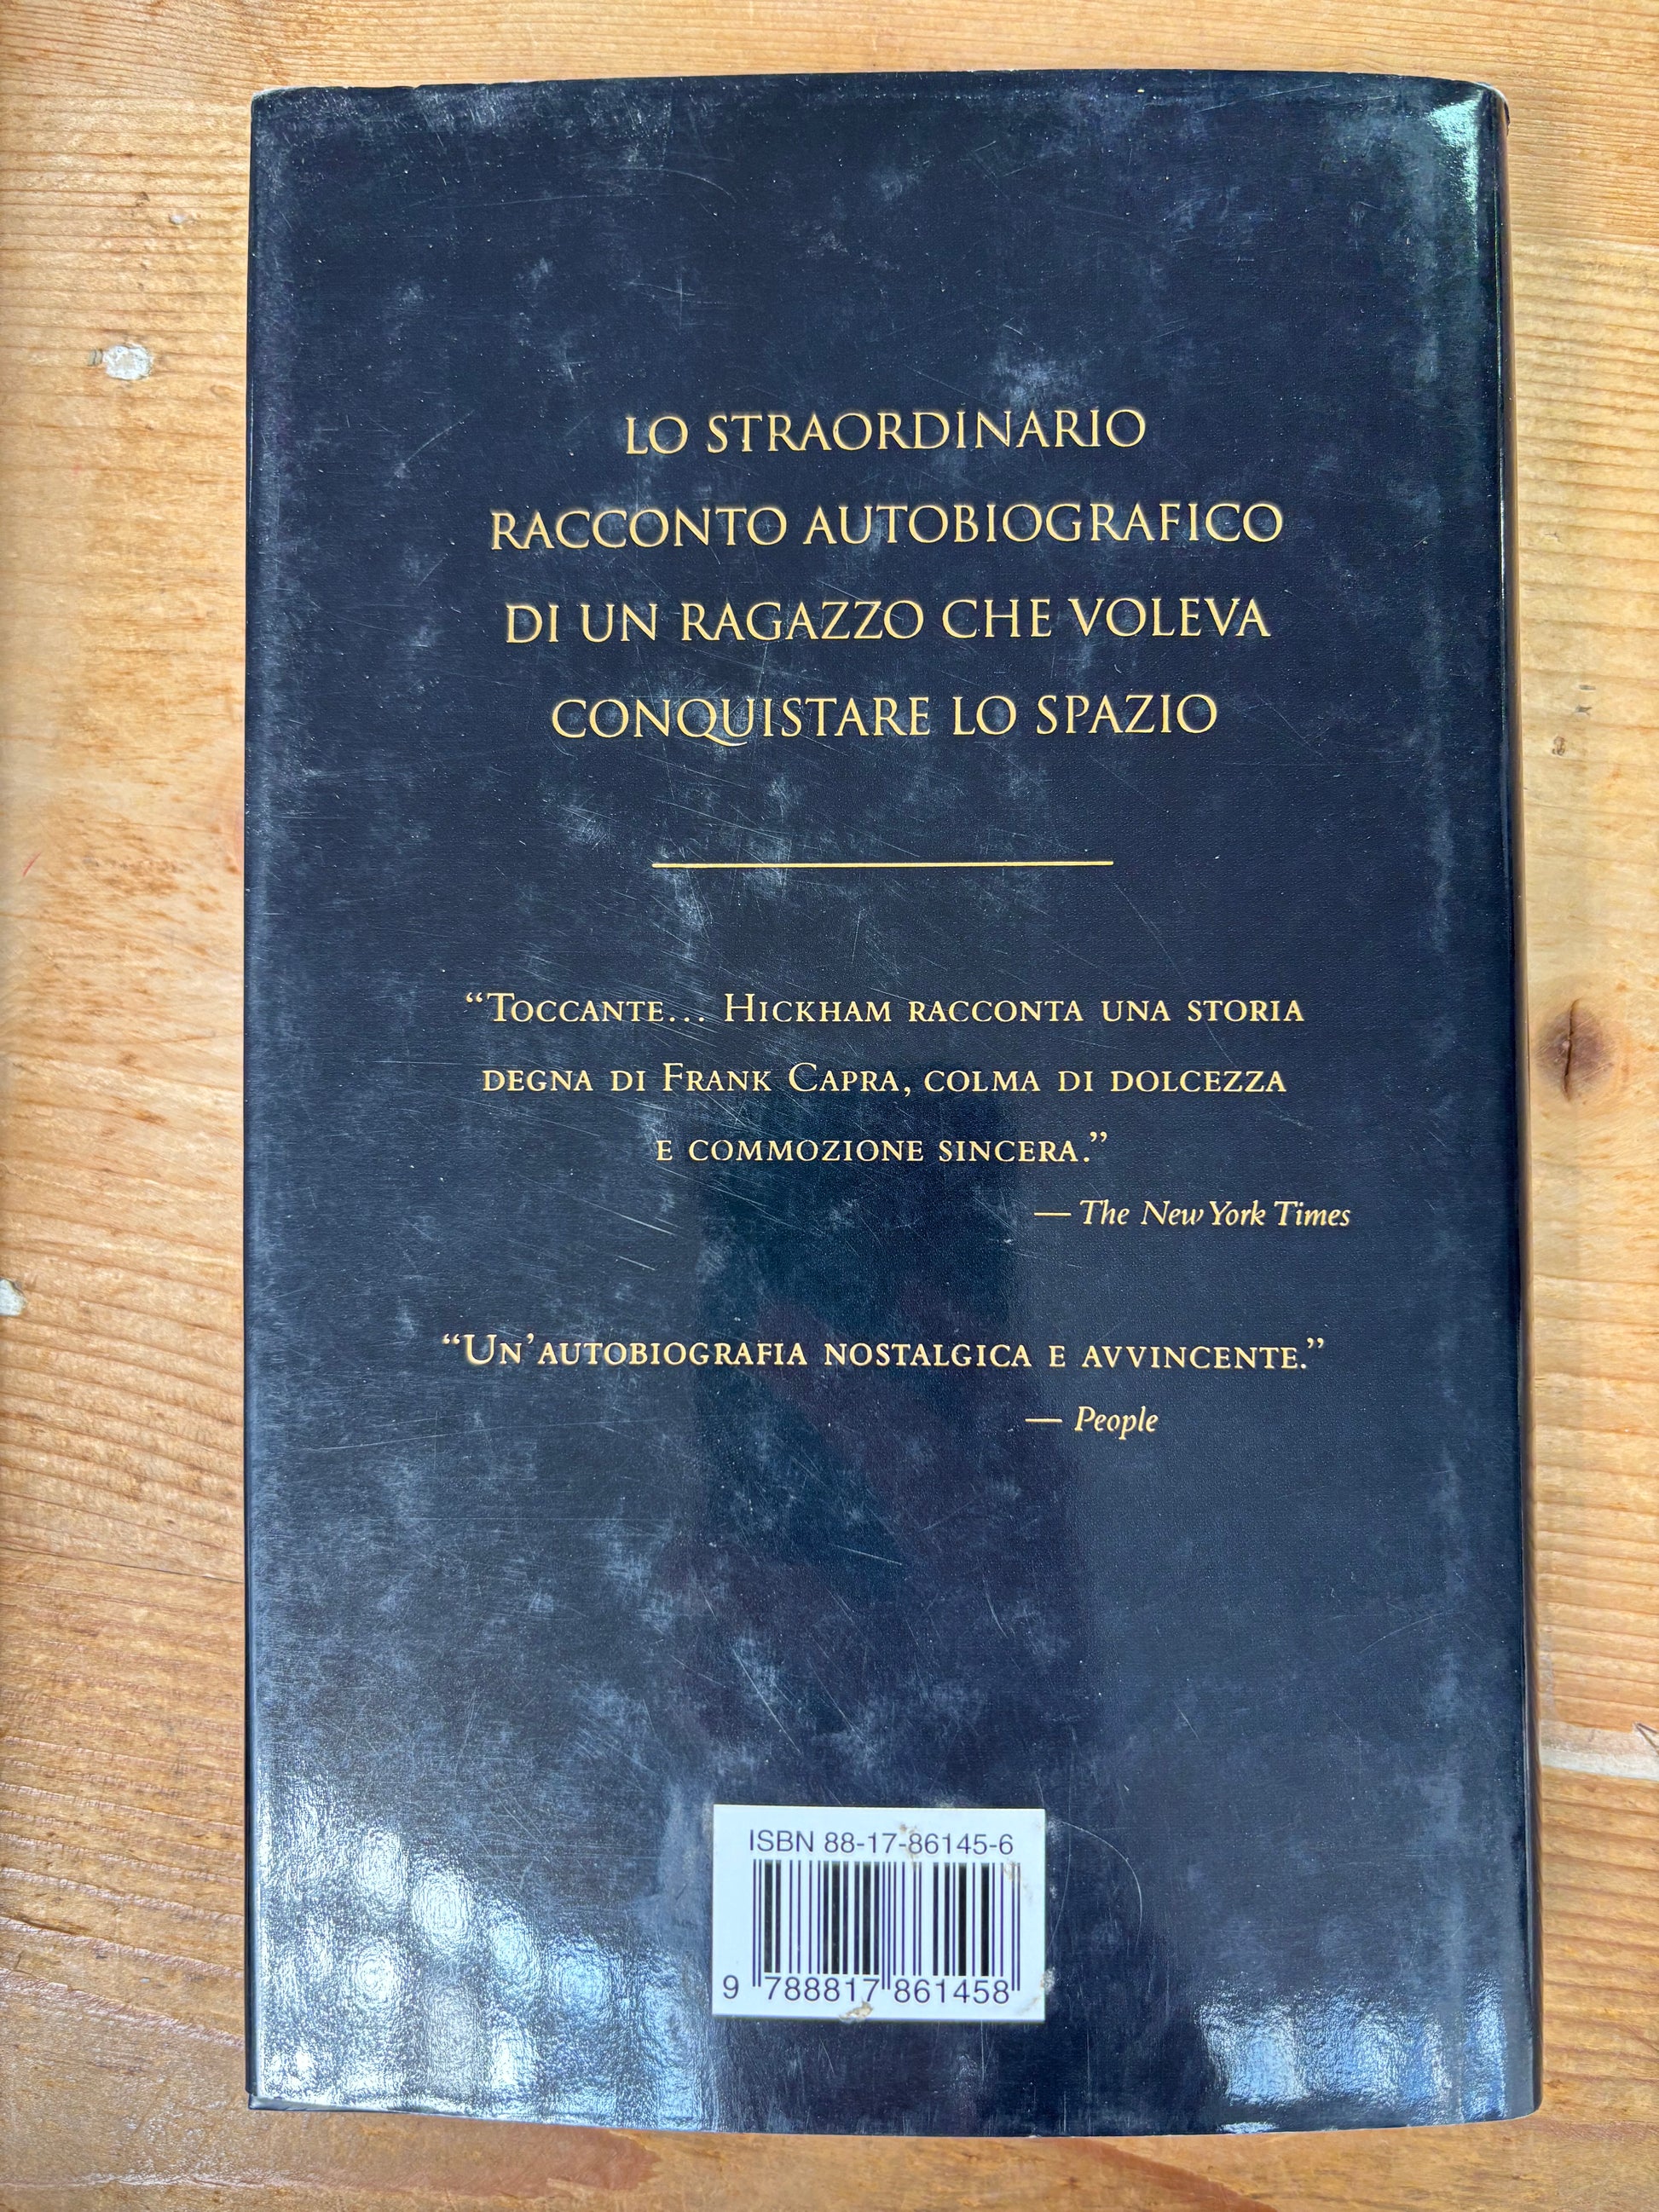 LO STRAORDINARIO
RACCONTO AUTOBIOGRAFICO
DI UN RAGAZZO CHE VOLEVA
CONQUISTARE LO SPAZIO
“TOCCANTE... HICKHAM RACCONTA UNA STORIA
DEGNA DI FRANK CAPRA, COLMA DI DOLCEZZA
E COMMOZIONE SINCERA.”
— The New York Times
“UN'AUTOBIOGRAFIA NOSTALGICA E AVVINCENTE.”
— People
ISBN 88-17-86145-6
9 788817 861458